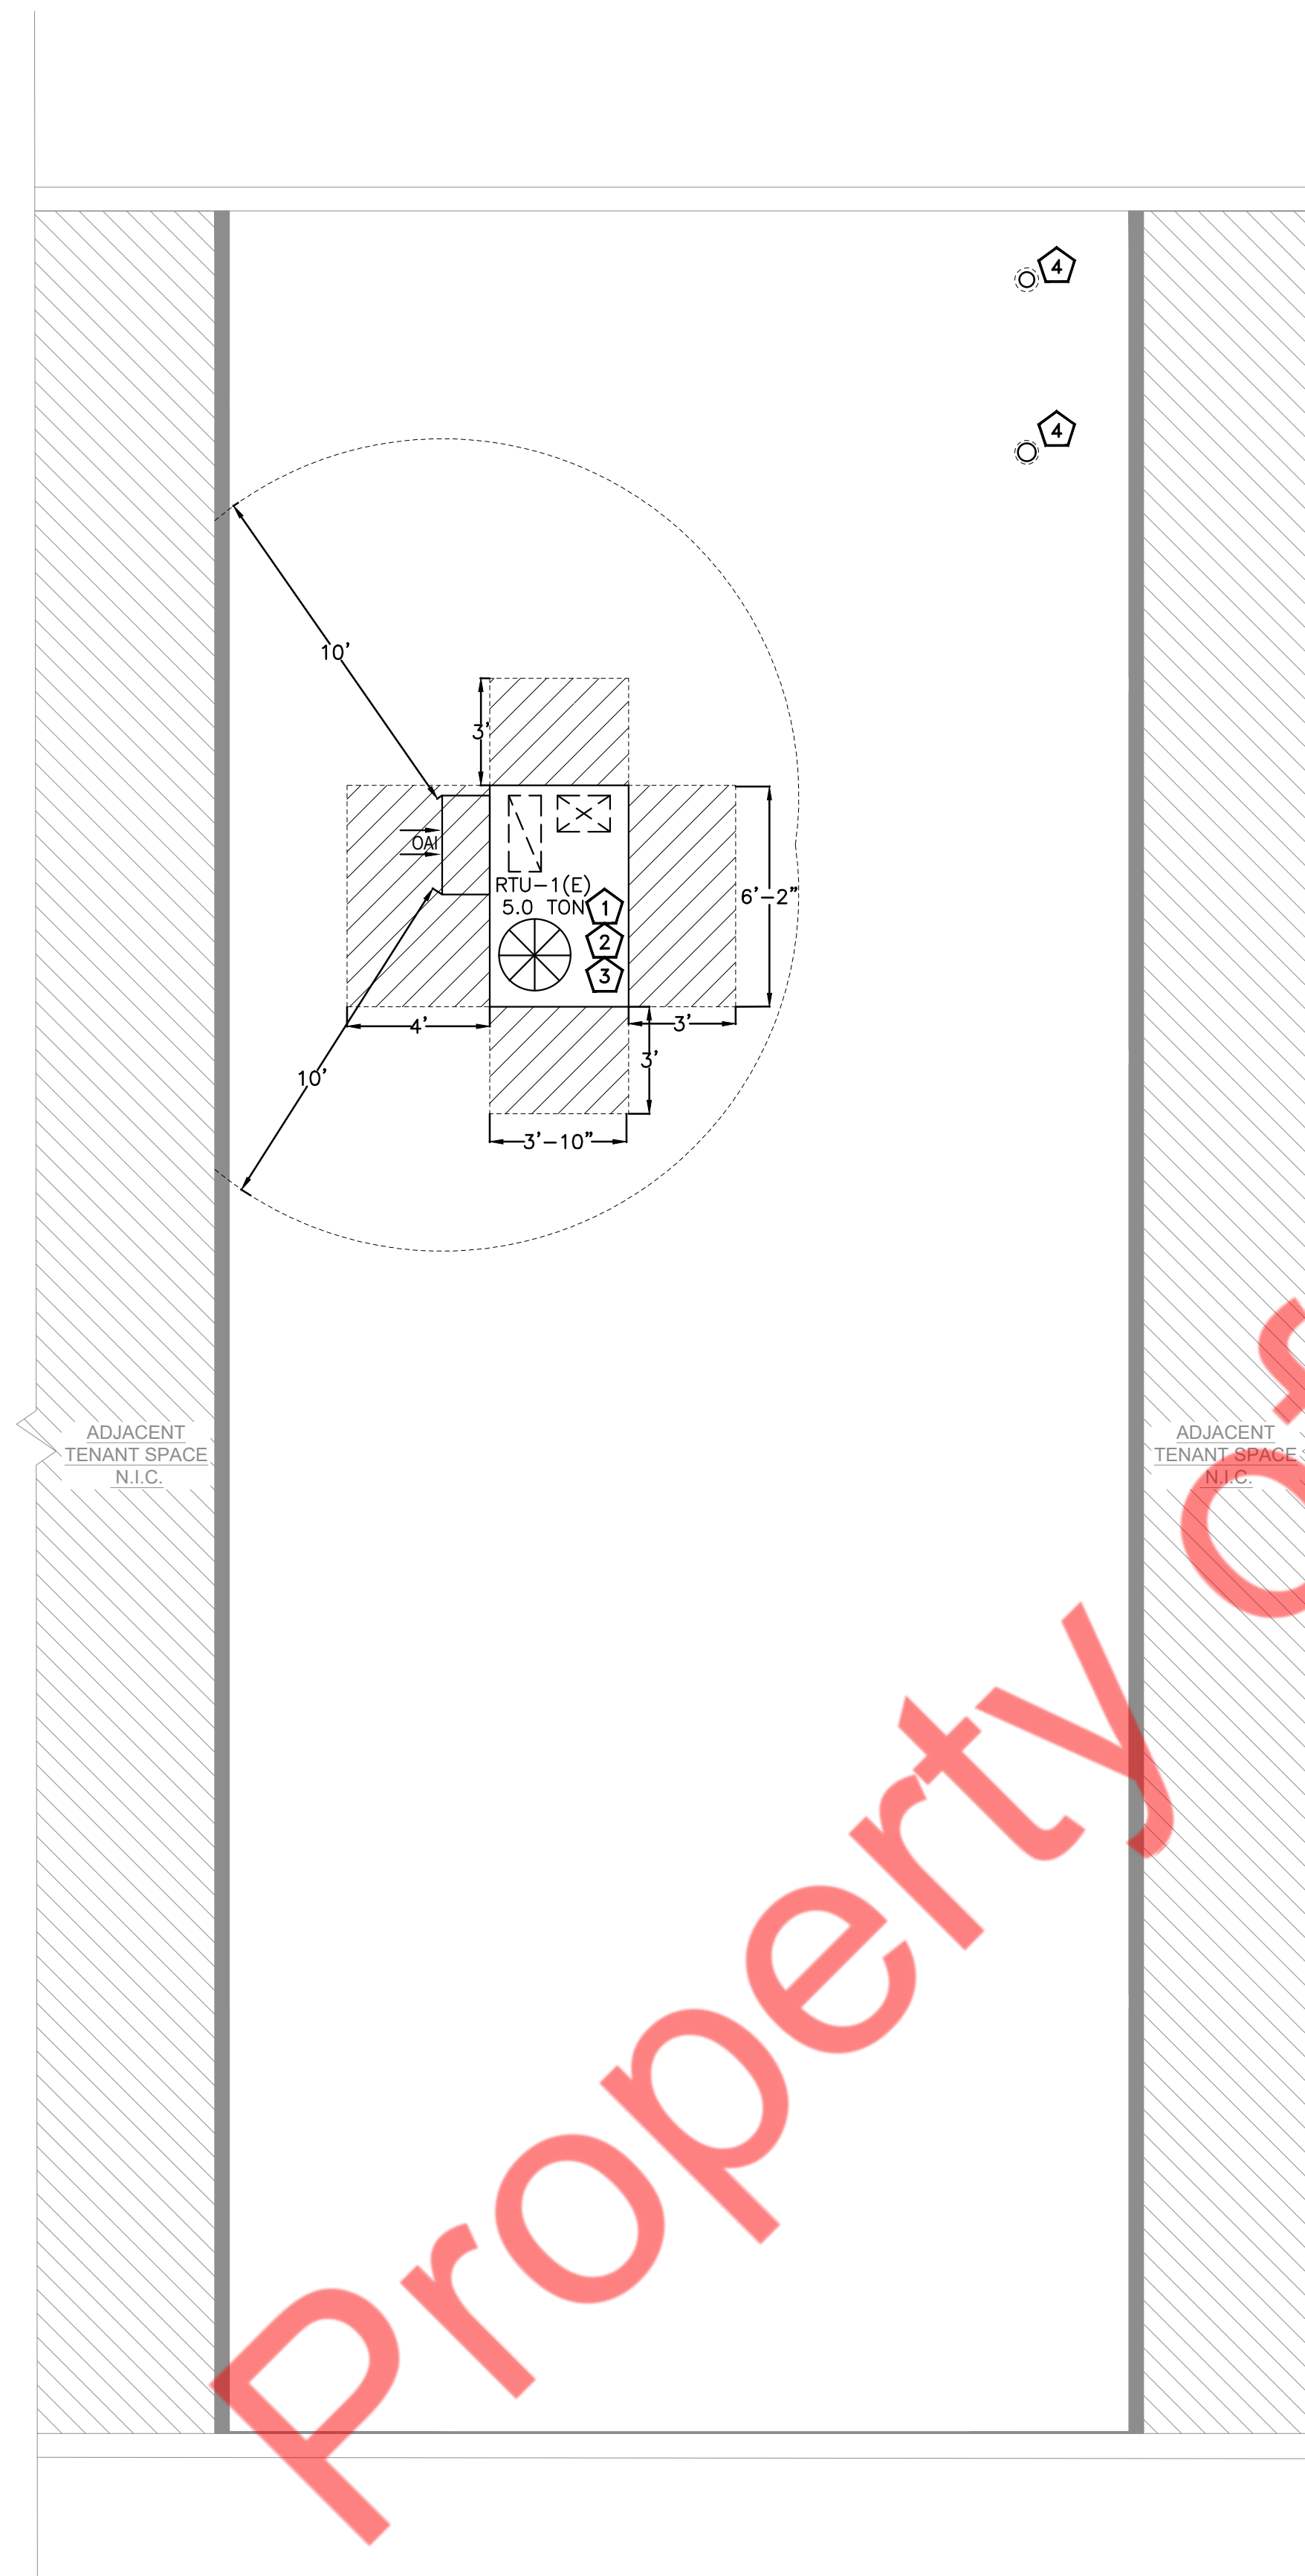 4
4
10'
3'
OAI
RTU-1(E)
5.0 TON
1
2
3
6'-2"
4'
3'
3'
10'
3'-10"
ADJACENT
TENANT SPACE
N.I.C.
ADJACENT
TENANT SPACE
N.I.C.
Property of